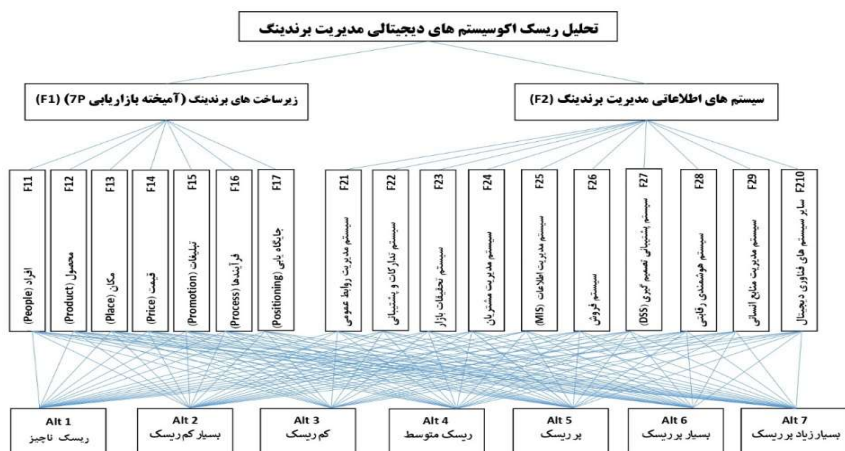 تحلیل ریسک اکوسیستم های دیجیتالی مدیریت برندینگ
زیرساخت های برندینگ (آمیخته بازاریابی 7P) (F1)
سیستم های اطلاعاتی مدیریت برندینگ (F2)
F11
افراد (People)
F12
محصول (Product)
F13
مکان (Place)
F14
قیمت (Price)
F15
تبلیغات (Promotion)
F16
فرآیندها (Process)
F17
جایگاه یابی (Positioning)
F21
سیستم مدیریت روابط عمومی
F22
سیستم تدارکات و پشتیبانی
F23
سیستم تحقیقات بازار
F24
سیستم مدیریت مشتریان
F25
سیستم مدیریت اطلاعات (MIS)
F26
سیستم فروش
F27
سیستم پشتیبانی تصمیم گیری (DSS)
F28
سیستم هوشمندی رقابتی
F29
سیستم مدیریت منابع انسانی
F210
سایر سیستم های فناوری دیجیتال
Alt 1
ریسک ناچیز
Alt 2
بسیار کم ریسک
Alt 3
کم ریسک
Alt 4
ریسک متوسط
Alt 5
پر ریسک
Alt 6
بسیار پر ریسک
Alt 7
بسیار زیاد پر ریسک